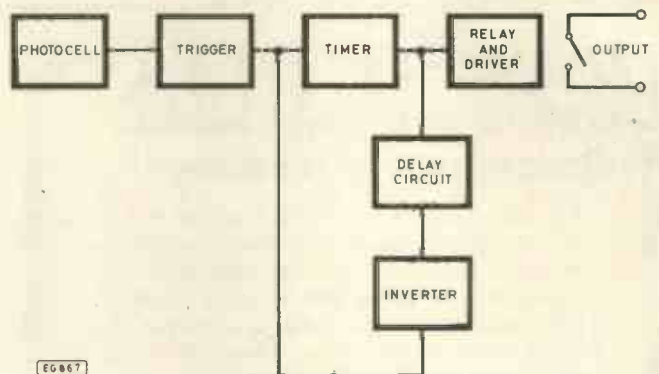 PHOTOCELL
TRIGGER
TIMER
RELAY
AND
DRIVER
OUTPUT
DELAY
CIRCUIT
INVERTER
EG867